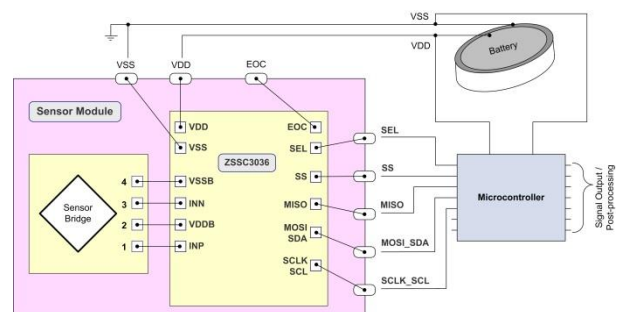 VSS
VDD
Battery
VSS
VDD
EOC
Sensor Module
ZSSC3036
VDD
VSS
VSSB
INN
VDDB
INP
EOC
SEL
SS
MISO
MOSI
SDA
SCLK
SCL
Sensor
Bridge
4
3
2
1
SEL
SS
MISO
MOSI_SDA
SCLK_SCL
Microcontroller
Signal Output /
Post-processing